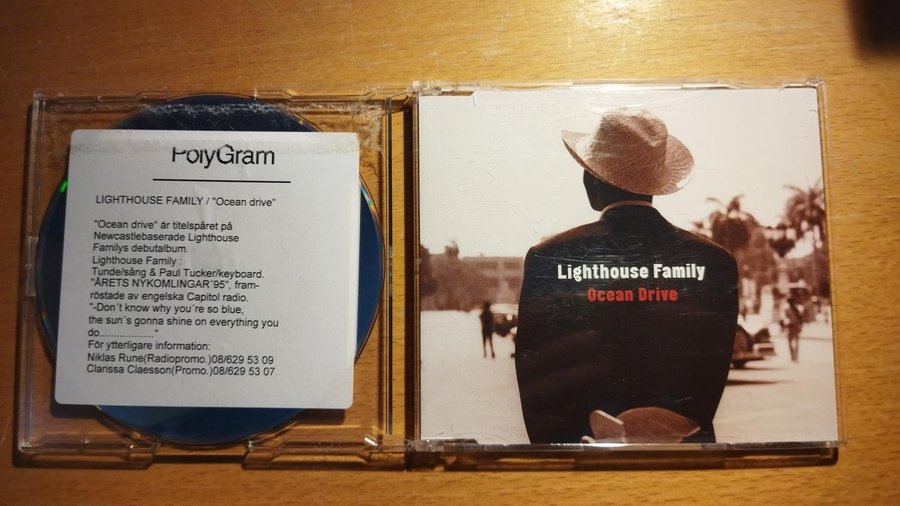 PolyGram
LIGHTHOUSE FAMILY / "Ocean drive"
"Ocean drive" är titelspåret på
Newcastlebaserade Lighthouse
Familys debutalbum.
Lighthouse Family :
Tunde/sång & Paul Tucker/keyboard.
"ÅRETS NYKOMLINGAR´95", fram-
röstade av engelska Capitol radio.
"-Don´t know why you´re so blue,
the sun´s gonna shine on everything you
do..................."
För ytterligare information:
Niklas Rune(Radiopromo.)08/629 53 09
Clarissa Claesson(Promo.)08/629 53 07
Lighthouse Family
Ocean Drive